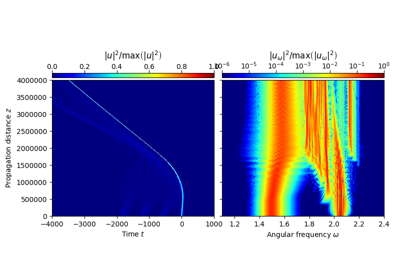 |u|²/max(|u|²)
|u_ω|²/max(|u_ω|²)
0.0 0.2 0.4 0.6 0.8 1.0
10⁻⁶ 10⁻⁵ 10⁻⁴ 10⁻³ 10⁻² 10⁻¹ 10⁰
Propagation distance z
4000000
3500000
3000000
2500000
2000000
1500000
1000000
500000
0
−4000 −3000 −2000 −1000 0 1000
1.2 1.4 1.6 1.8 2.0 2.2 2.4
Time t
Angular frequency ω